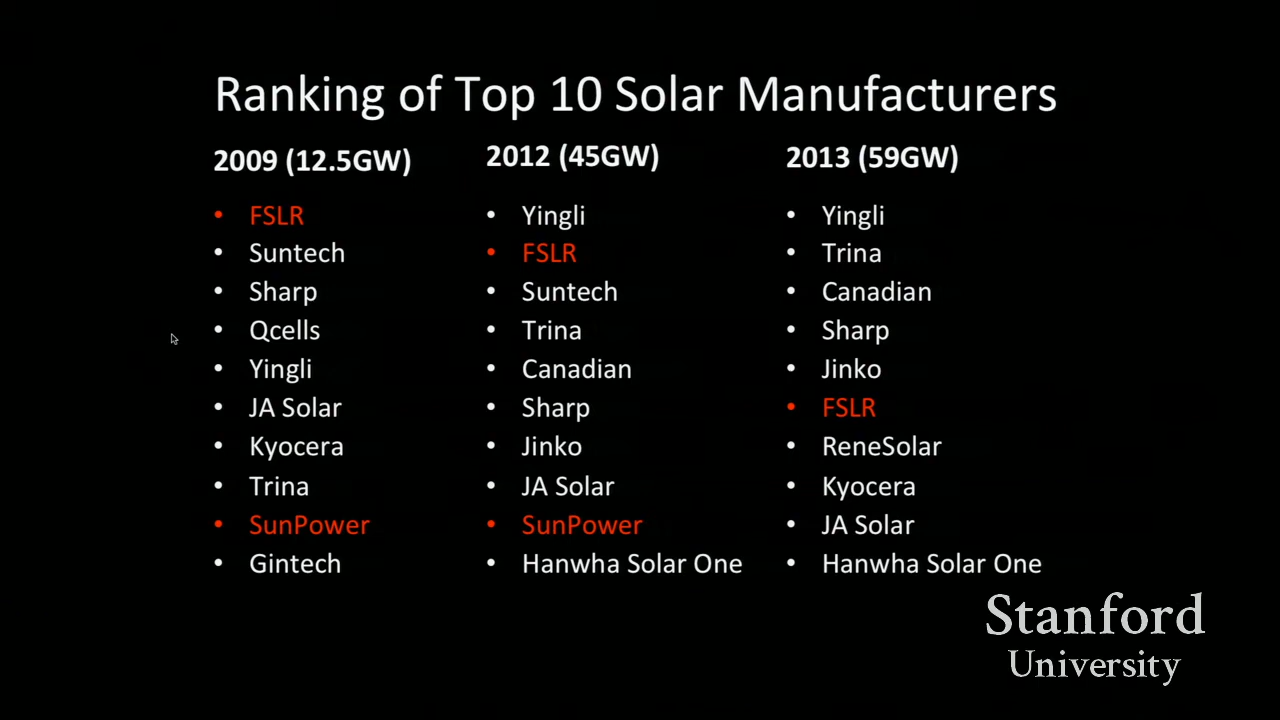 Ranking of Top 10 Solar Manufacturers
2009 (12.5GW)
• FSLR
• Suntech
• Sharp
• Qcells
• Yingli
• JA Solar
• Kyocera
• Trina
• SunPower
• Gintech
2012 (45GW)
• Yingli
• FSLR
• Suntech
• Trina
• Canadian
• Sharp
• Jinko
• JA Solar
• SunPower
• Hanwha Solar One
2013 (59GW)
• Yingli
• Trina
• Canadian
• Sharp
• Jinko
• FSLR
• ReneSolar
• Kyocera
• JA Solar
• Hanwha Solar One
Stanford
University